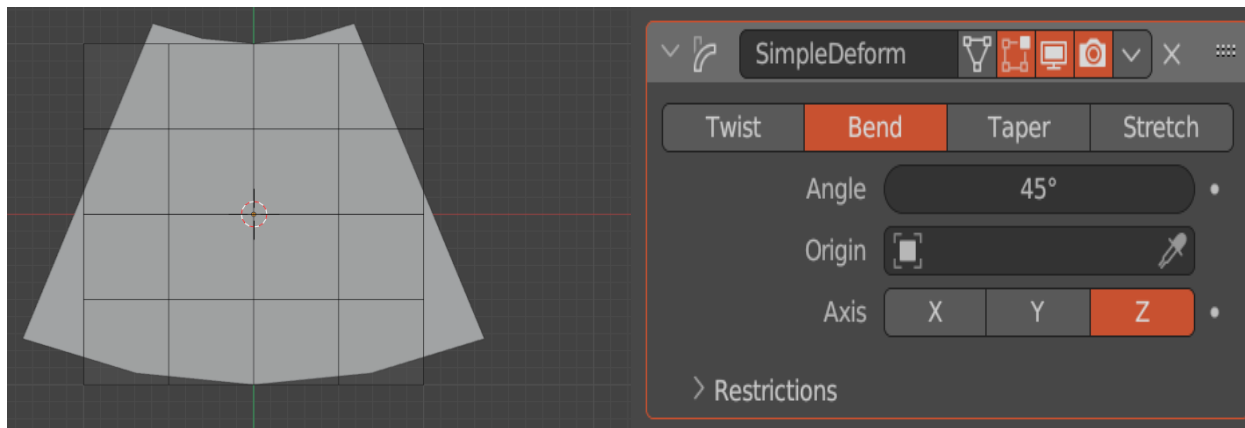 SimpleDeform
Twist Bend Taper Stretch
Angle 45°
Origin
Axis X Y Z
Restrictions